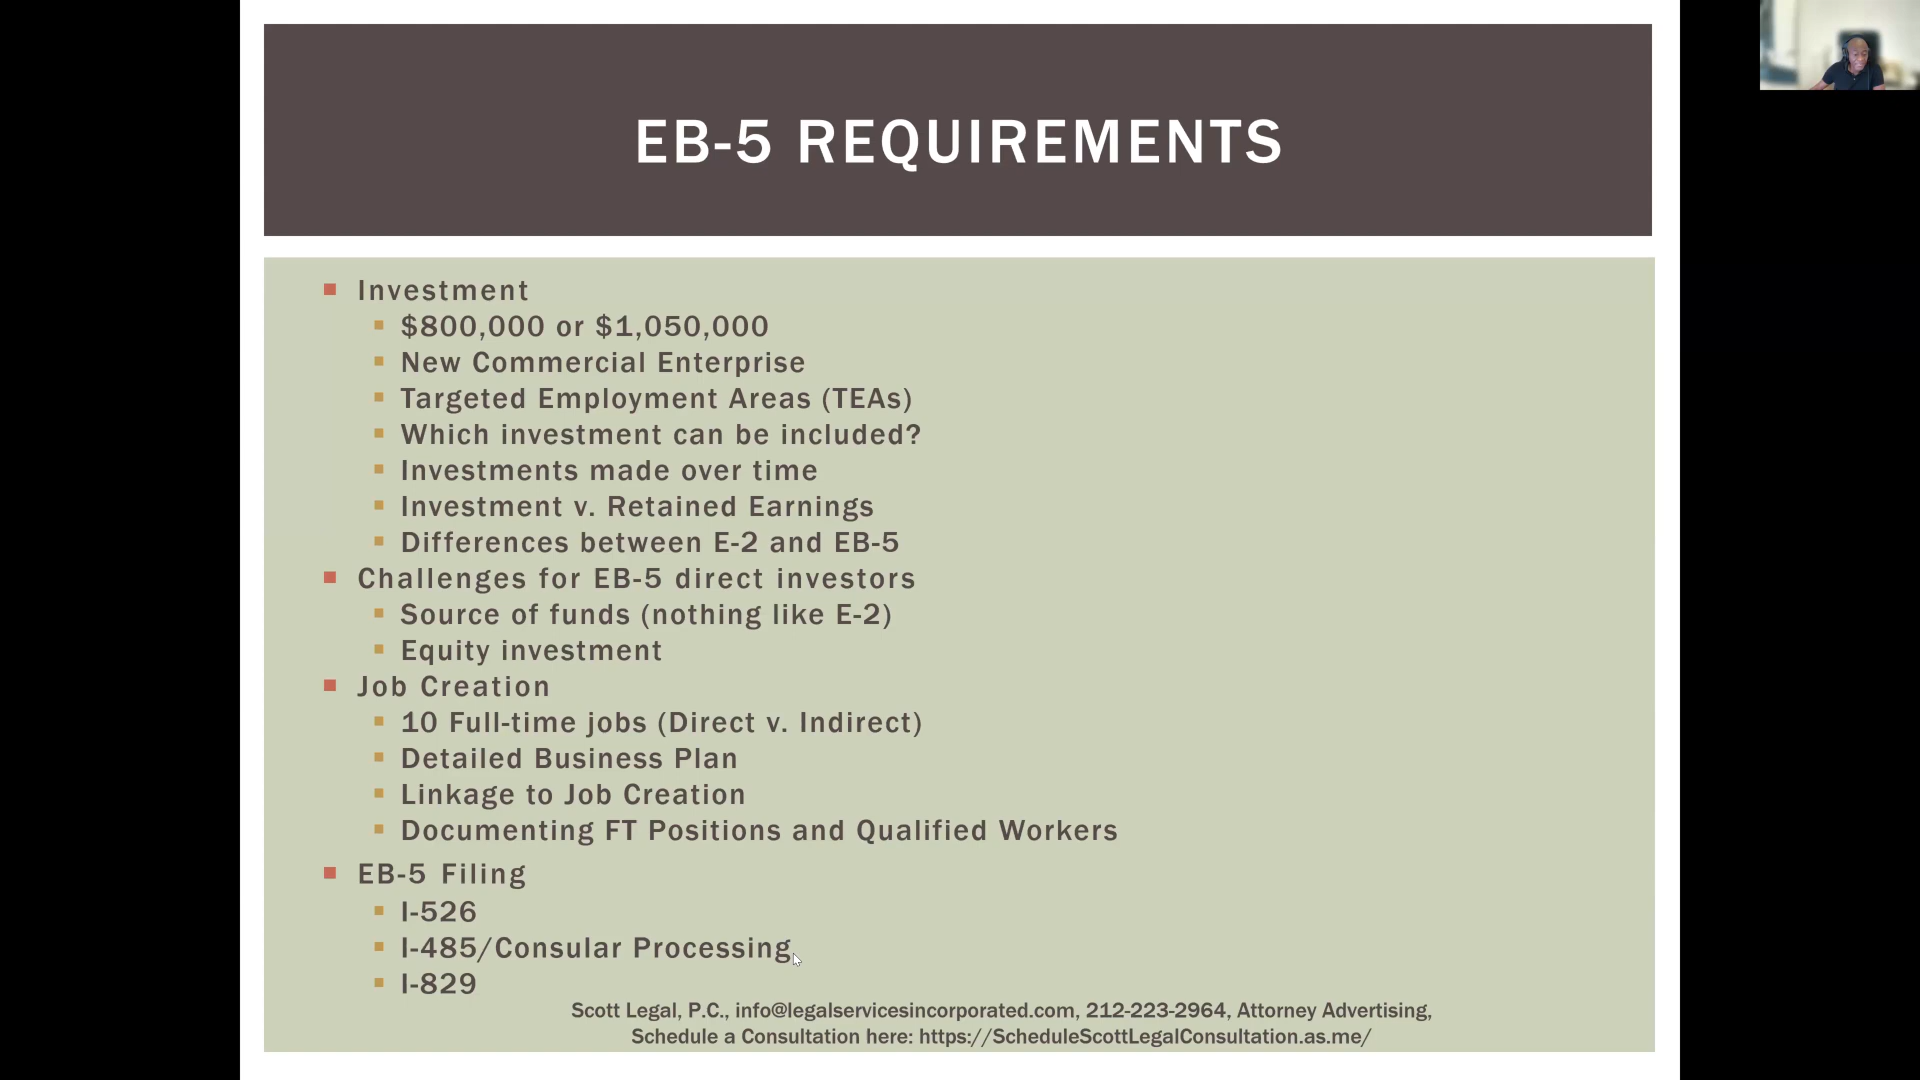 EB-5 REQUIREMENTS
Investment
$800,000 or $1,050,000
New Commercial Enterprise
Targeted Employment Areas (TEAs)
Which investment can be included?
Investments made over time
Investment v. Retained Earnings
Differences between E-2 and EB-5
Challenges for EB-5 direct investors
Source of funds (nothing like E-2)
Equity investment
Job Creation
10 Full-time jobs (Direct v. Indirect)
Detailed Business Plan
Linkage to Job Creation
Documenting FT Positions and Qualified Workers
EB-5 Filing
I-526
I-485/Consular Processing
I-829
Scott Legal, P.C., info@legalservicesincorporated.com, 212-223-2964, Attorney Advertising,
Schedule a Consultation here: https://ScheduleScottLegalConsultation.as.me/